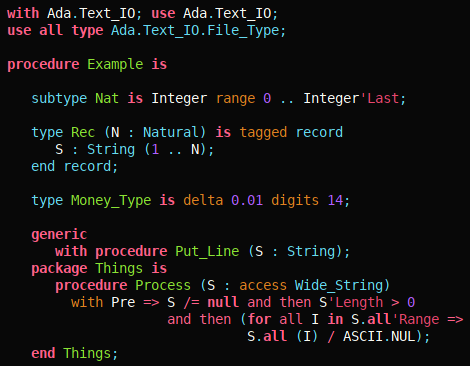 with Ada.Text_IO; use Ada.Text_IO;
use all type Ada.Text_IO.File_Type;
procedure Example is
subtype Nat is Integer range 0 .. Integer'Last;
type Rec (N : Natural) is tagged record
S : String (1 .. N);
end record;
type Money_Type is delta 0.01 digits 14;
generic
with procedure Put_Line (S : String);
package Things is
procedure Process (S : access Wide_String)
with Pre => S /= null and then S'Length > 0
and then (for all I in S.all'Range =>
S.all (I) / ASCII.NUL);
end Things;